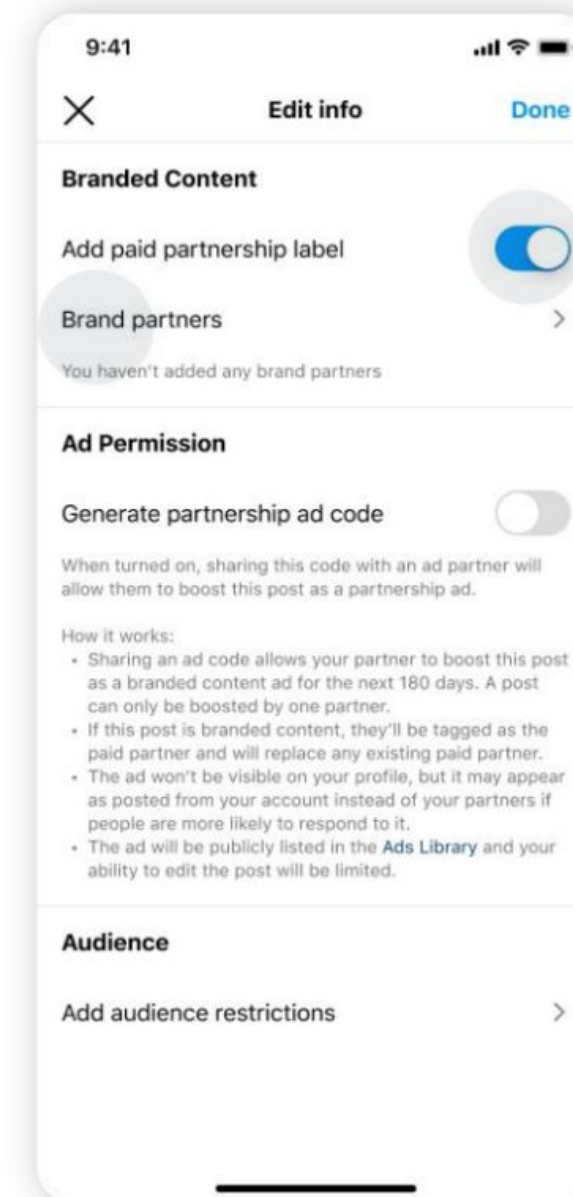 9:41
Edit info
Done
Branded Content
Add paid partnership label
Brand partners
You haven't added any brand partners
Ad Permission
Generate partnership ad code
When turned on, sharing this code with an ad partner will
allow them to boost this post as a partnership ad.
How it works:
• Sharing an ad code allows your partner to boost this post
as a branded content ad for the next 180 days. A post
can only be boosted by one partner.
• If this post is branded content, they'll be tagged as the
paid partner and will replace any existing paid partner.
• The ad won't be visible on your profile, but it may appear
as posted from your account instead of your partners if
people are more likely to respond to it.
• The ad will be publicly listed in the Ads Library and your
ability to edit the post will be limited.
Audience
Add audience restrictions